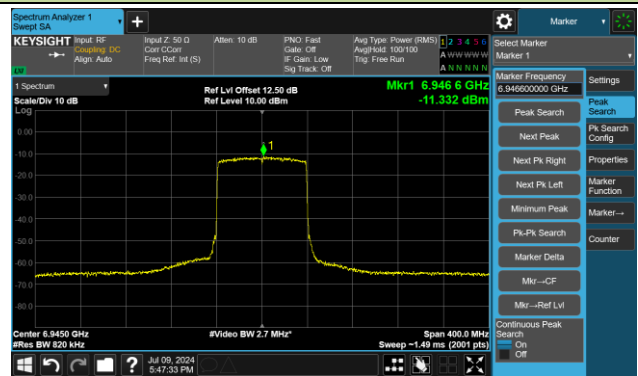 Spectrum Analyzer 1
Swept SA
Marker
KEYSIGHT
Input: RF
Coupling: DC
Align: Auto
Input Z: 50 Ω
Corr CCorr
Freq Ref: Int (S)
Atten: 10 dB
PNO: Fast
Gate: Off
IF Gain: Low
Sig Track: Off
Avg Type: Power (RMS)
Avg|Hold: 100/100
Trig: Free Run
1 2 3 4 5 6
A W W W W W
A N N N N N
Select Marker
Marker 1
1 Spectrum
Scale/Div 10 dB
Log
Ref Lvl Offset 12.50 dB
Ref Level 10.00 dBm
Mkr1 6.946 6 GHz
-11.332 dBm
0.00
-10.0
-20.0
-30.0
-40.0
-50.0
-60.0
-70.0
-80.0
1
Center 6.9450 GHz
#Res BW 820 kHz
#Video BW 2.7 MHz*
Span 400.0 MHz
Sweep ~1.49 ms (2001 pts)
Marker Frequency
6.946600000 GHz
Peak Search
Next Peak
Next Pk Right
Next Pk Left
Minimum Peak
Pk-Pk Search
Marker Delta
Mkr→CF
Mkr→Ref Lvl
Continuous Peak
Search
On
Off
Settings
Peak
Search
Pk Search
Config
Properties
Marker
Function
Marker→
Counter
?
Jul 09, 2024
5:47:33 PM